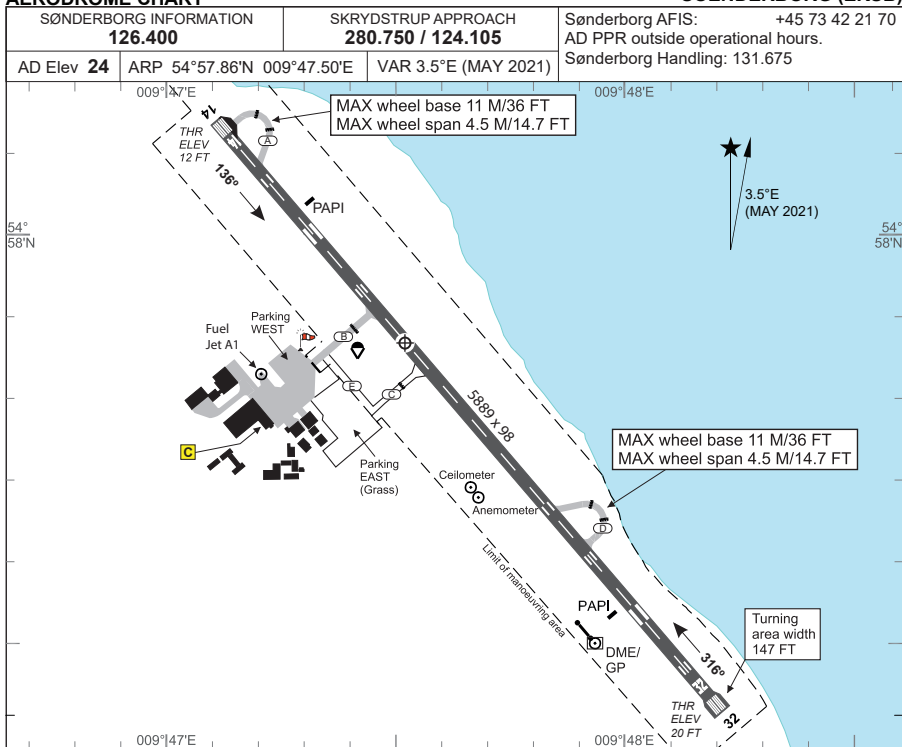 AERODROME CHART
SØNDERBORG INFORMATION
126.400
SKRYDSTRUP APPROACH
280.750 / 124.105
Sønderborg AFIS: +45 73 42 21 70
AD PPR outside operational hours.
Sønderborg Handling: 131.675
AD Elev 24
ARP 54°57.86'N 009°47.50'E
VAR 3.5°E (MAY 2021)
009°47'E
009°48'E
MAX wheel base 11 M/36 FT
MAX wheel span 4.5 M/14.7 FT
14
THR
ELEV
12 FT
A
136º
PAPI
3.5°E
(MAY 2021)
54°
58'N
54°
58'N
Parking
WEST
Fuel
Jet A1
B
E
C
5889 x 98
C
Parking
EAST
(Grass)
MAX wheel base 11 M/36 FT
MAX wheel span 4.5 M/14.7 FT
Ceilometer
Anemometer
D
Limit of manoeuvring area
PAPI
DME/
GP
Turning
area width
147 FT
316º
THR
ELEV
20 FT
32
14
32
009°47'E
009°48'E